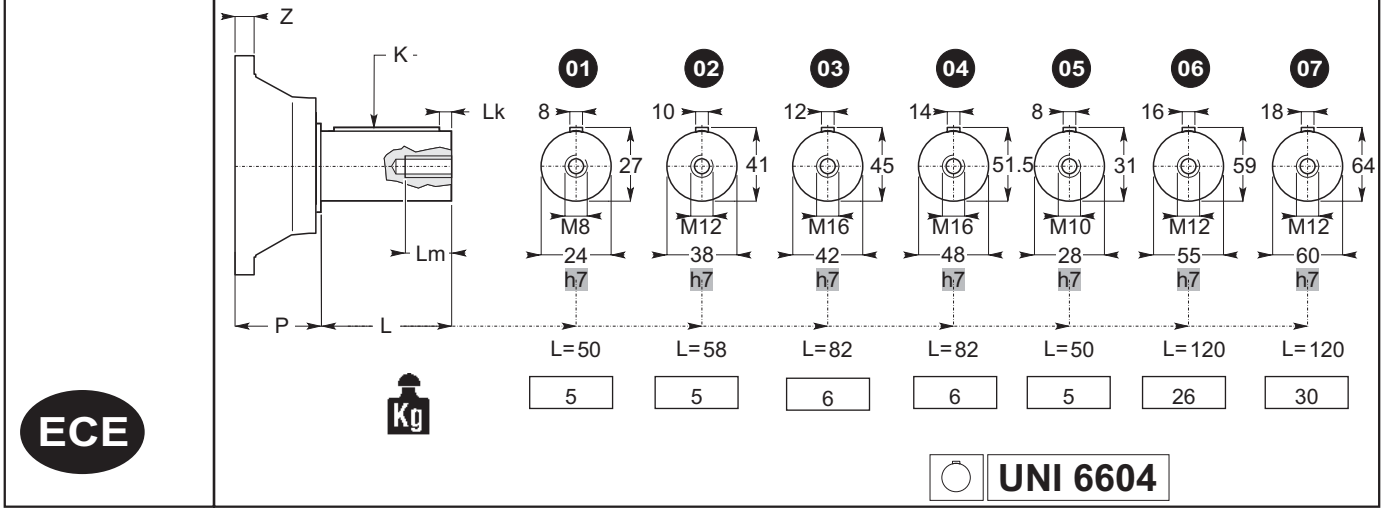 Z
K
Lk
Lm
P
L
01 02 03 04 05 06 07
8 10 12 14 8 16 18
27 41 45 51.5 31 59 64
M8 M12 M16 M16 M10 M12 M12
24 38 42 48 28 55 60
h7 h7 h7 h7 h7 h7 h7
L=50 L=58 L=82 L=82 L=50 L=120 L=120
Kg
5 5 6 6 5 26 30
ECE
UNI 6604